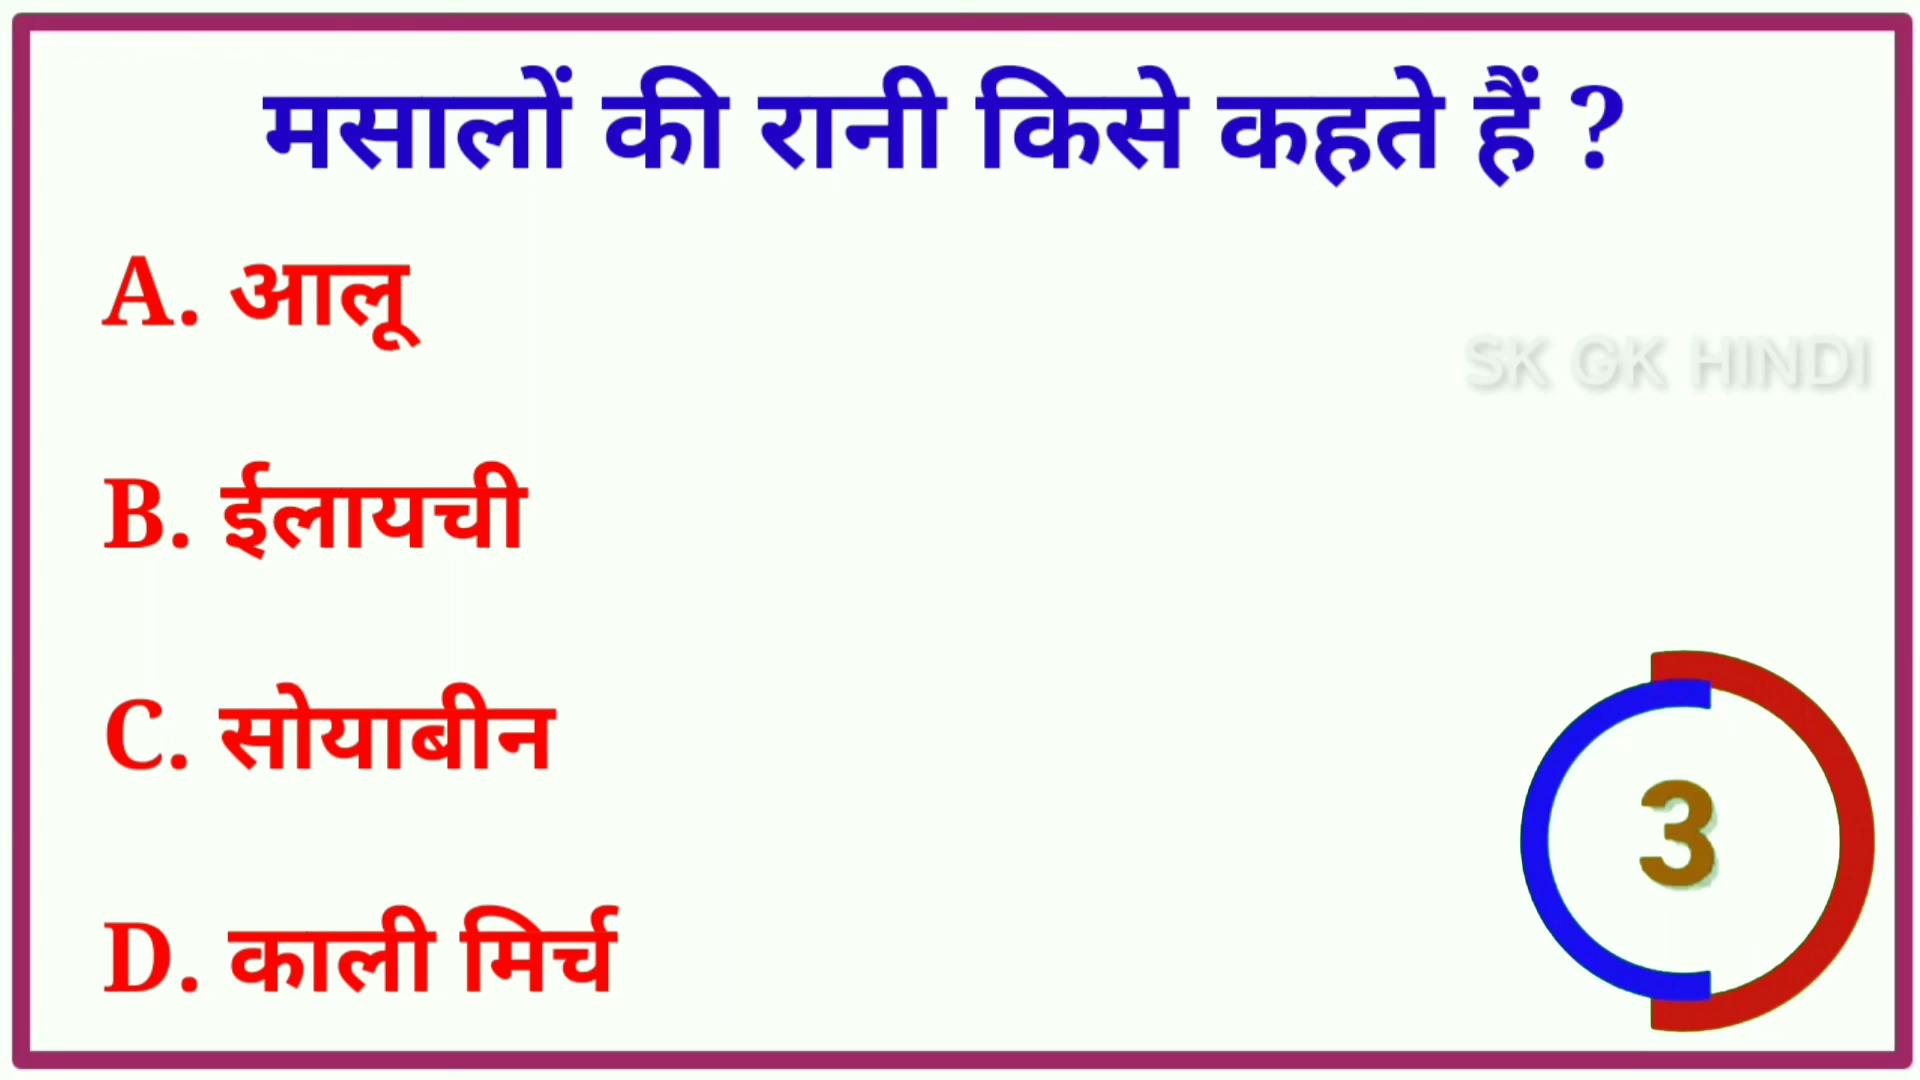 मसालों की रानी किसे कहते हैं ?
A. आलू
SK GK HINDI
B. ईलायची
C. सोयाबीन
3
D. काली मिर्च